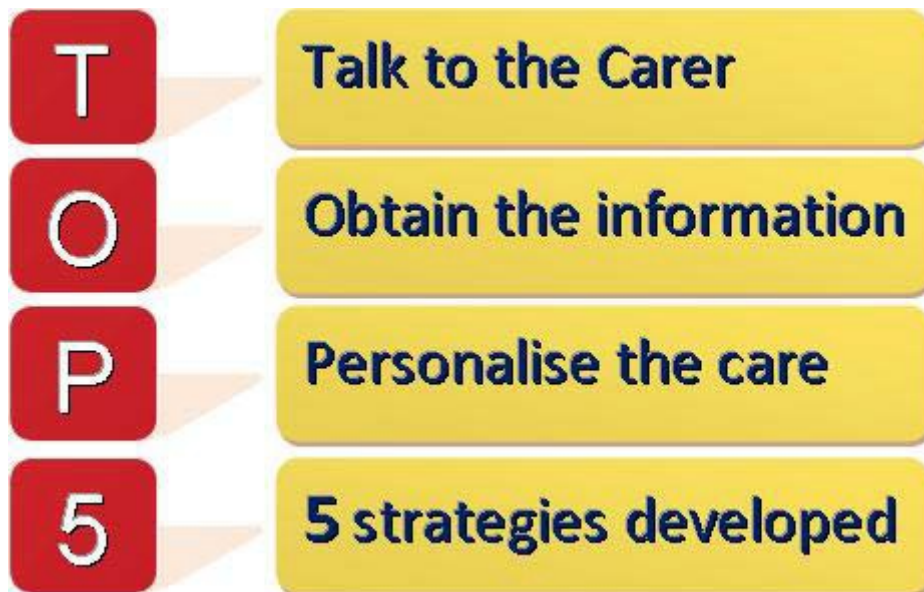 T
Talk to the Carer
O
Obtain the information
P
Personalise the care
5
5 strategies developed